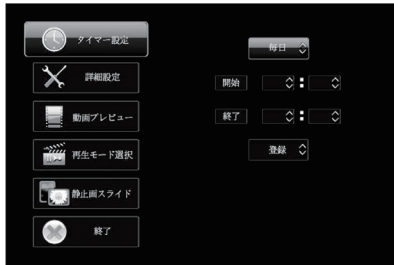 タイマー設定
詳細設定
動画プレビュー
再生モード選択
静止画スライド
終了
毎日
開始 :
終了 :
登録